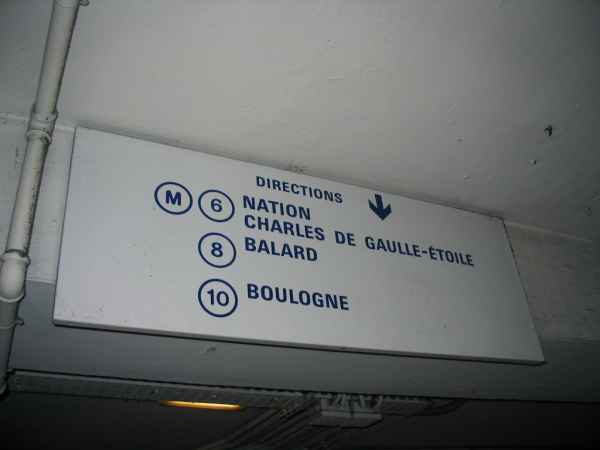 DIRECTIONS
M 6 NATION
CHARLES DE GAULLE-ÉTOILE
8 BALARD
10 BOULOGNE